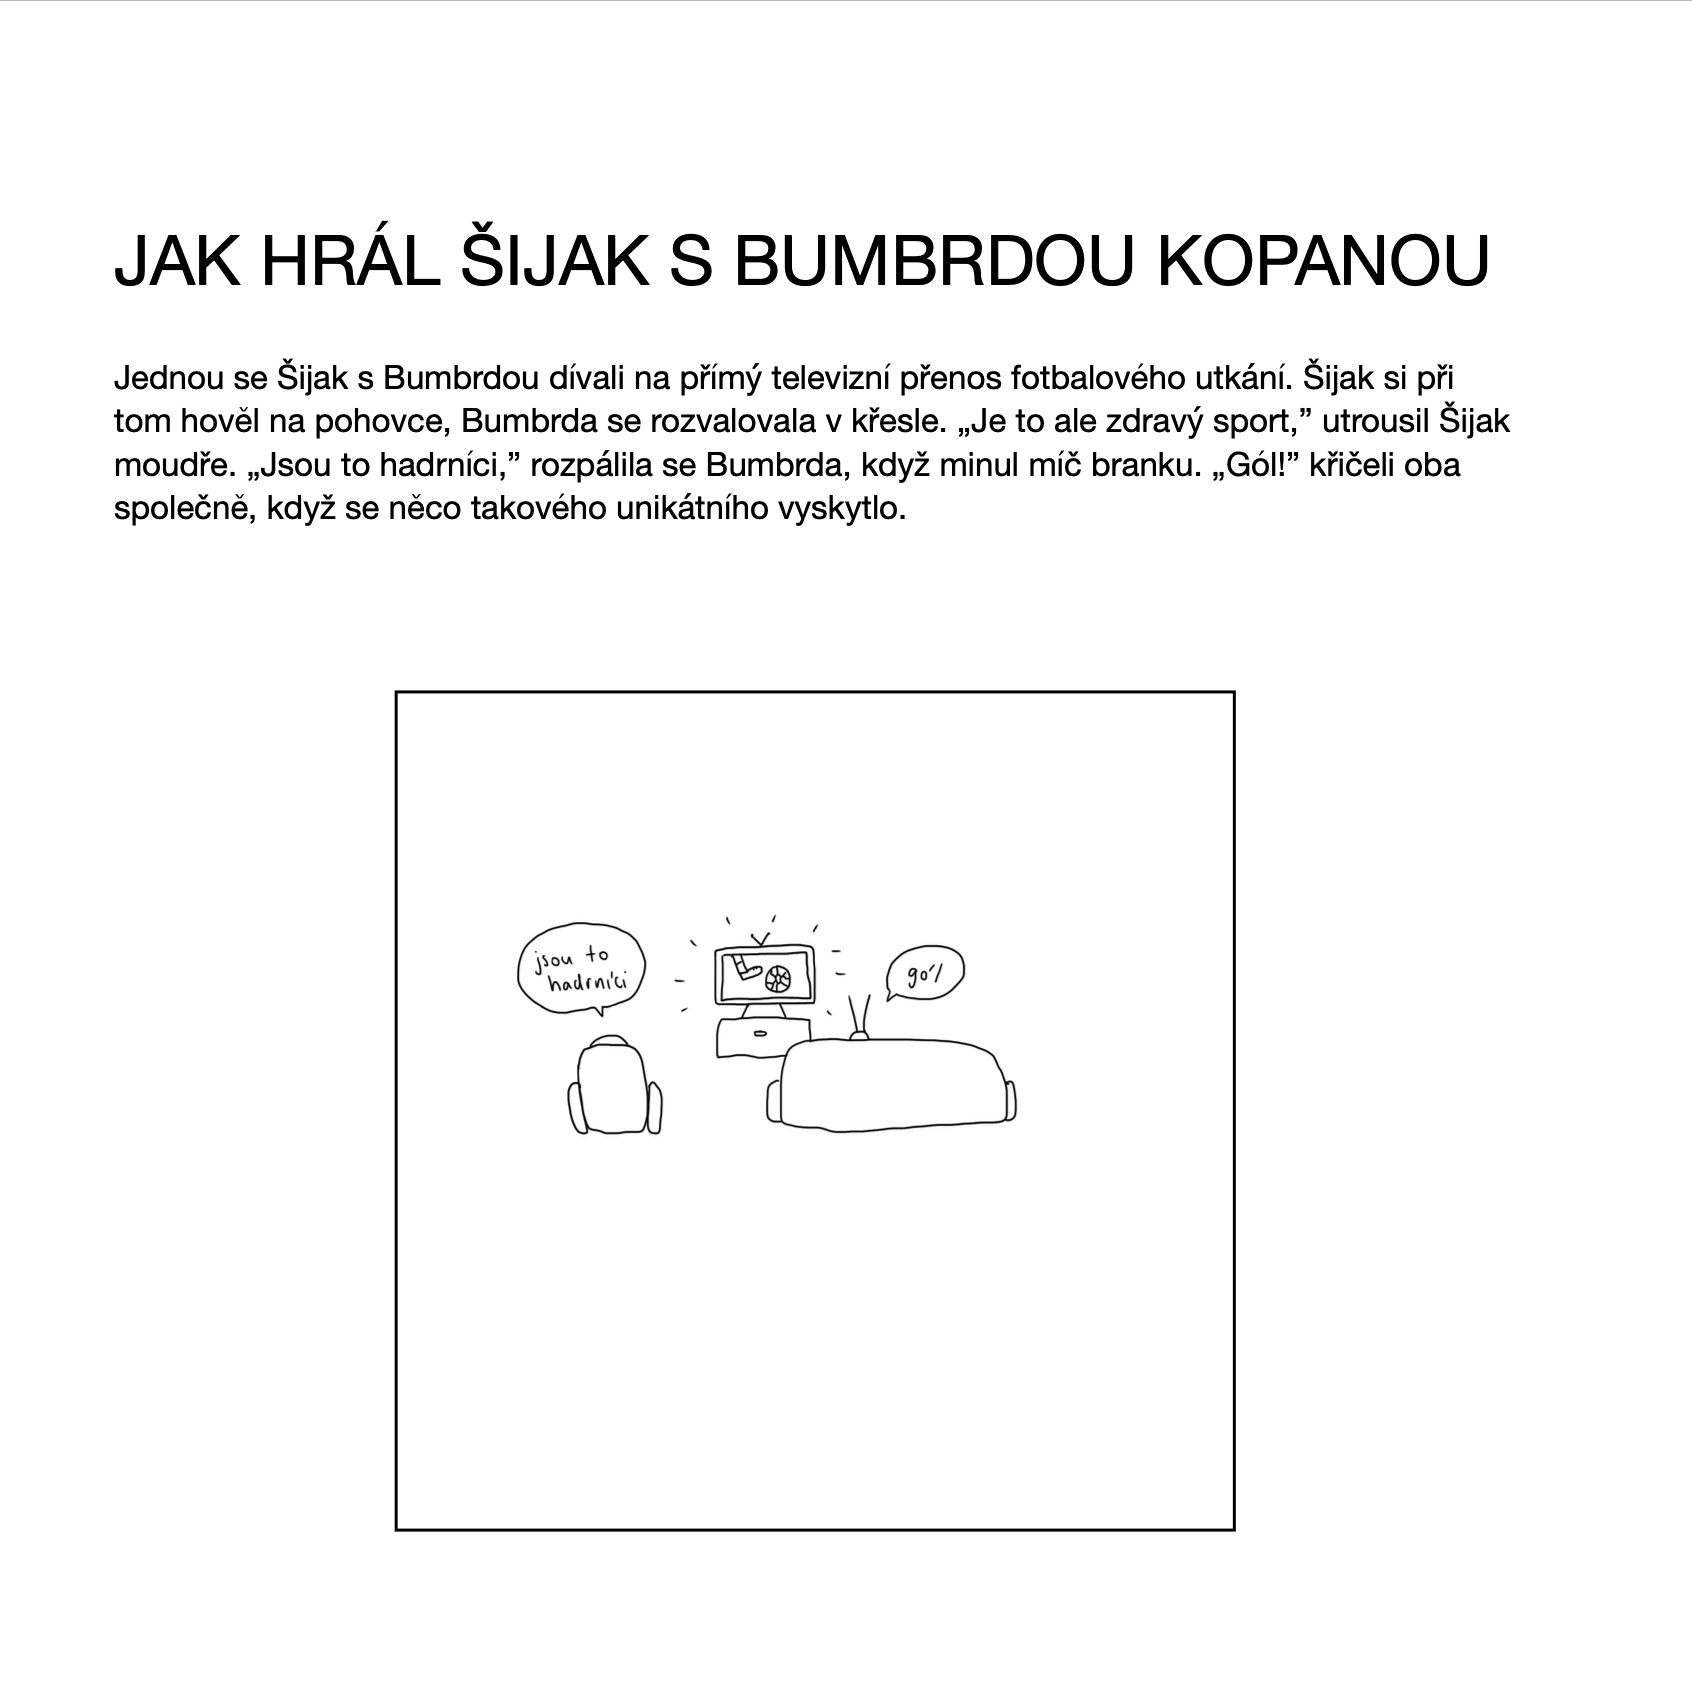 JAK HRÁL ŠIJAK S BUMBRDOU KOPANOU
Jednou se Šijak s Bumbrdou dívali na přímý televizní přenos fotbalového utkání. Šijak si při
tom hověl na pohovce, Bumbrda se rozvalovala v křesle. „Je to ale zdravý sport,” utrousil Šijak
moudře. „Jsou to hadrníci,” rozpálila se Bumbrda, když minul míč branku. „Gól!” křičeli oba
společně, když se něco takového unikátního vyskytlo.
jsou to
hadrníci
gól